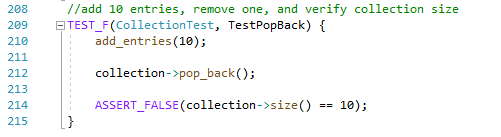 208 //add 10 entries, remove one, and verify collection size
209 TEST_F(CollectionTest, TestPopBack) {
210 add_entries(10);
211
212 collection->pop_back();
213
214 ASSERT_FALSE(collection->size() == 10);
215 }